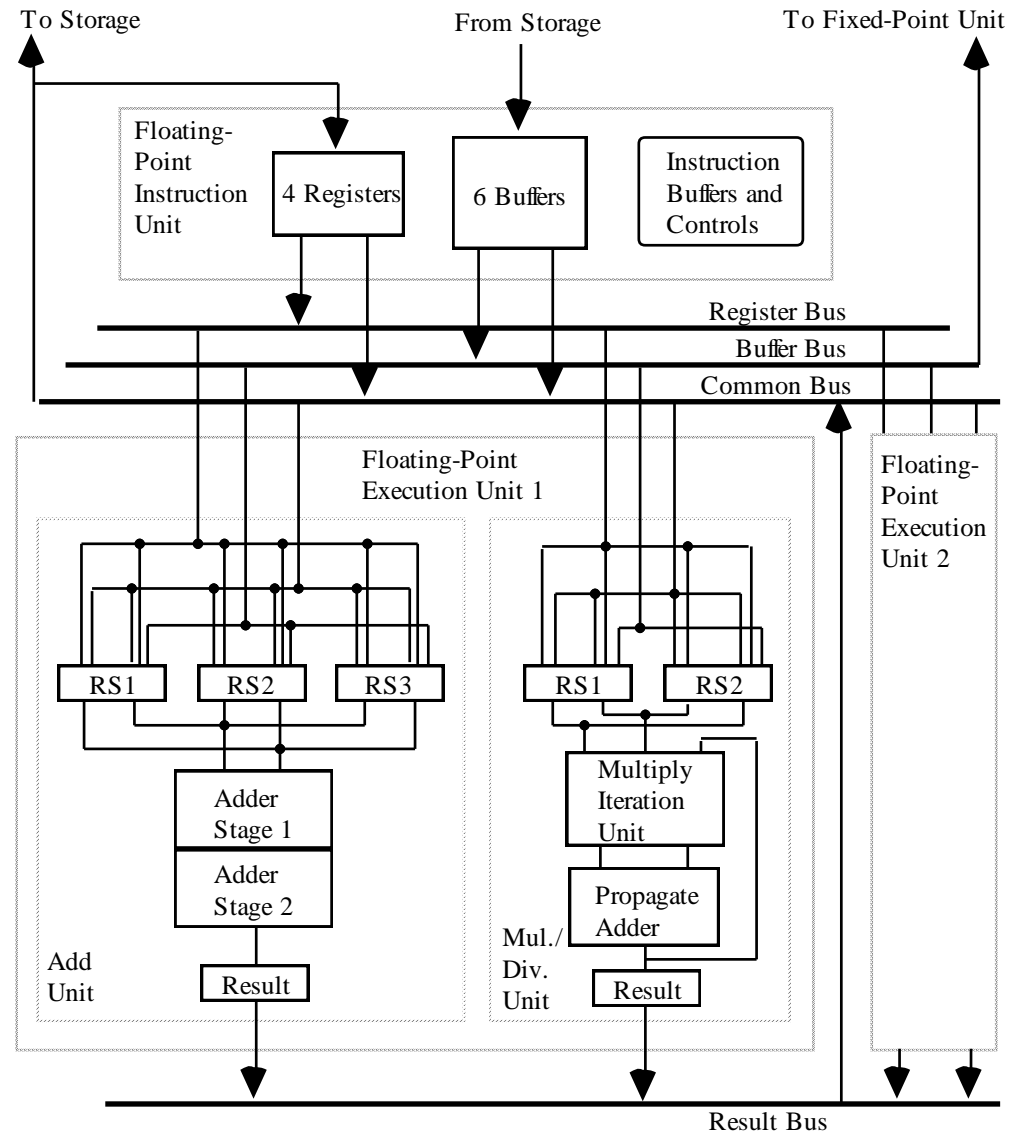 To Storage
From Storage
To Fixed-Point Unit
Floating-
Point
Instruction
Unit
4 Registers
6 Buffers
Instruction
Buffers and
Controls
Register Bus
Buffer Bus
Common Bus
Floating-Point
Execution Unit 1
Floating-
Point
Execution
Unit 2
RS1
RS2
RS3
RS1
RS2
Adder
Stage 1
Adder
Stage 2
Multiply
Iteration
Unit
Propagate
Adder
Add
Unit
Result
Mul./
Div.
Unit
Result
Result Bus